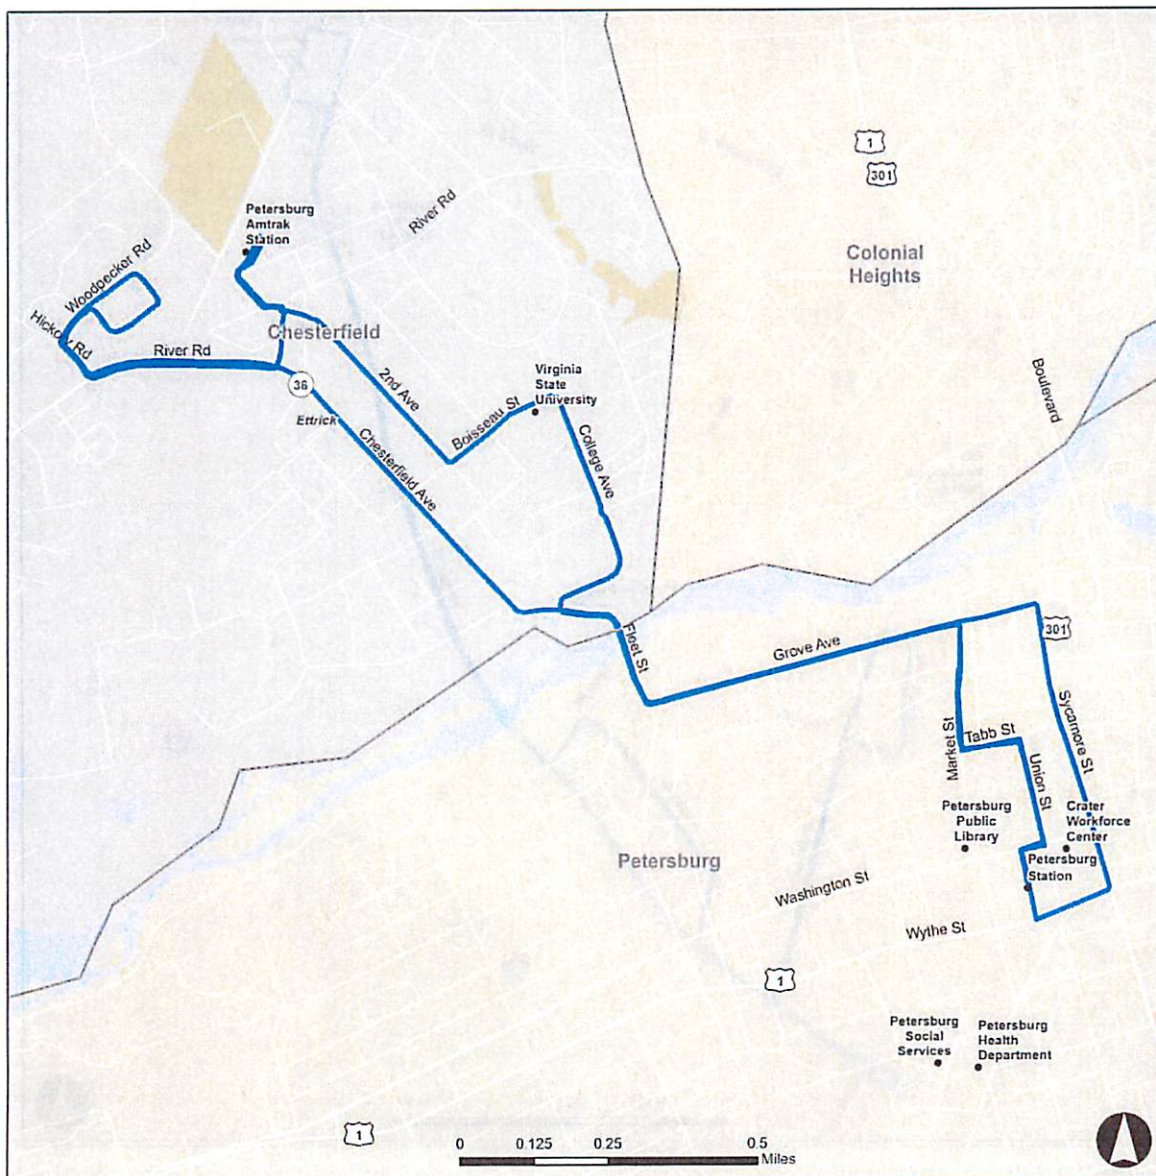 1
301
River Rd
Petersburg
Amtrak
Station
Colonial
Heights
Woodpecker Rd
Hickory Rd
Chesterfield
River Rd
36
Ettrick
2nd Ave
Virginia
State
University
Boisseau St
Boulevard
Chesterfield Ave
College Ave
Fleet St
Grove Ave
301
Market St
Tabb St
Sycamore St
Union St
Petersburg
Public
Library
Crater
Workforce
Center
Petersburg
Petersburg
Station
Washington St
Wythe St
1
Petersburg
Social
Services
Petersburg
Health
Department
1
0 0.125 0.25 0.5
Miles